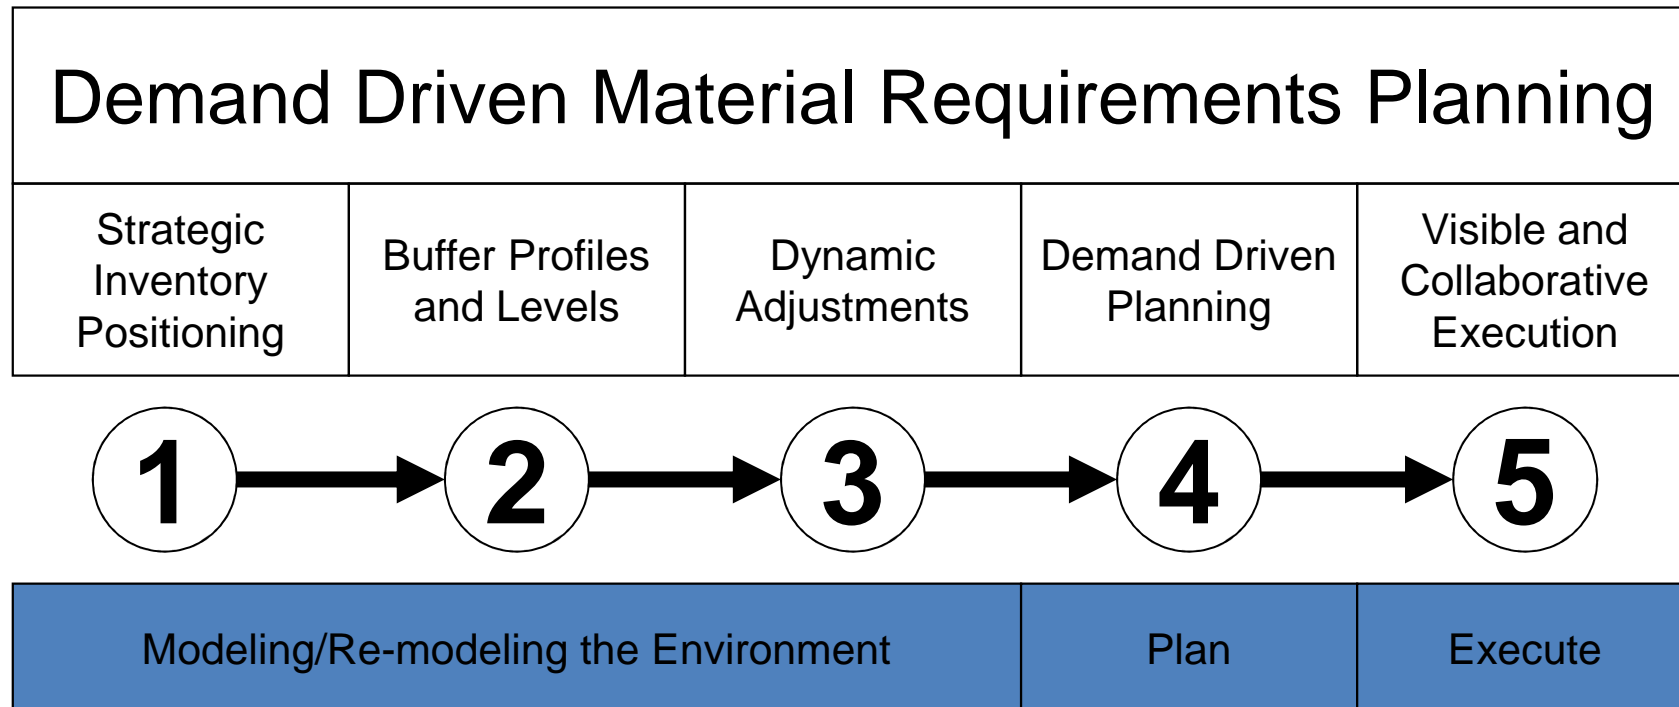 Demand Driven Material Requirements Planning
Strategic
Inventory
Positioning
Buffer Profiles
and Levels
Dynamic
Adjustments
Demand Driven
Planning
Visible and
Collaborative
Execution
1
2
3
4
5
Modeling/Re-modeling the Environment
Plan
Execute